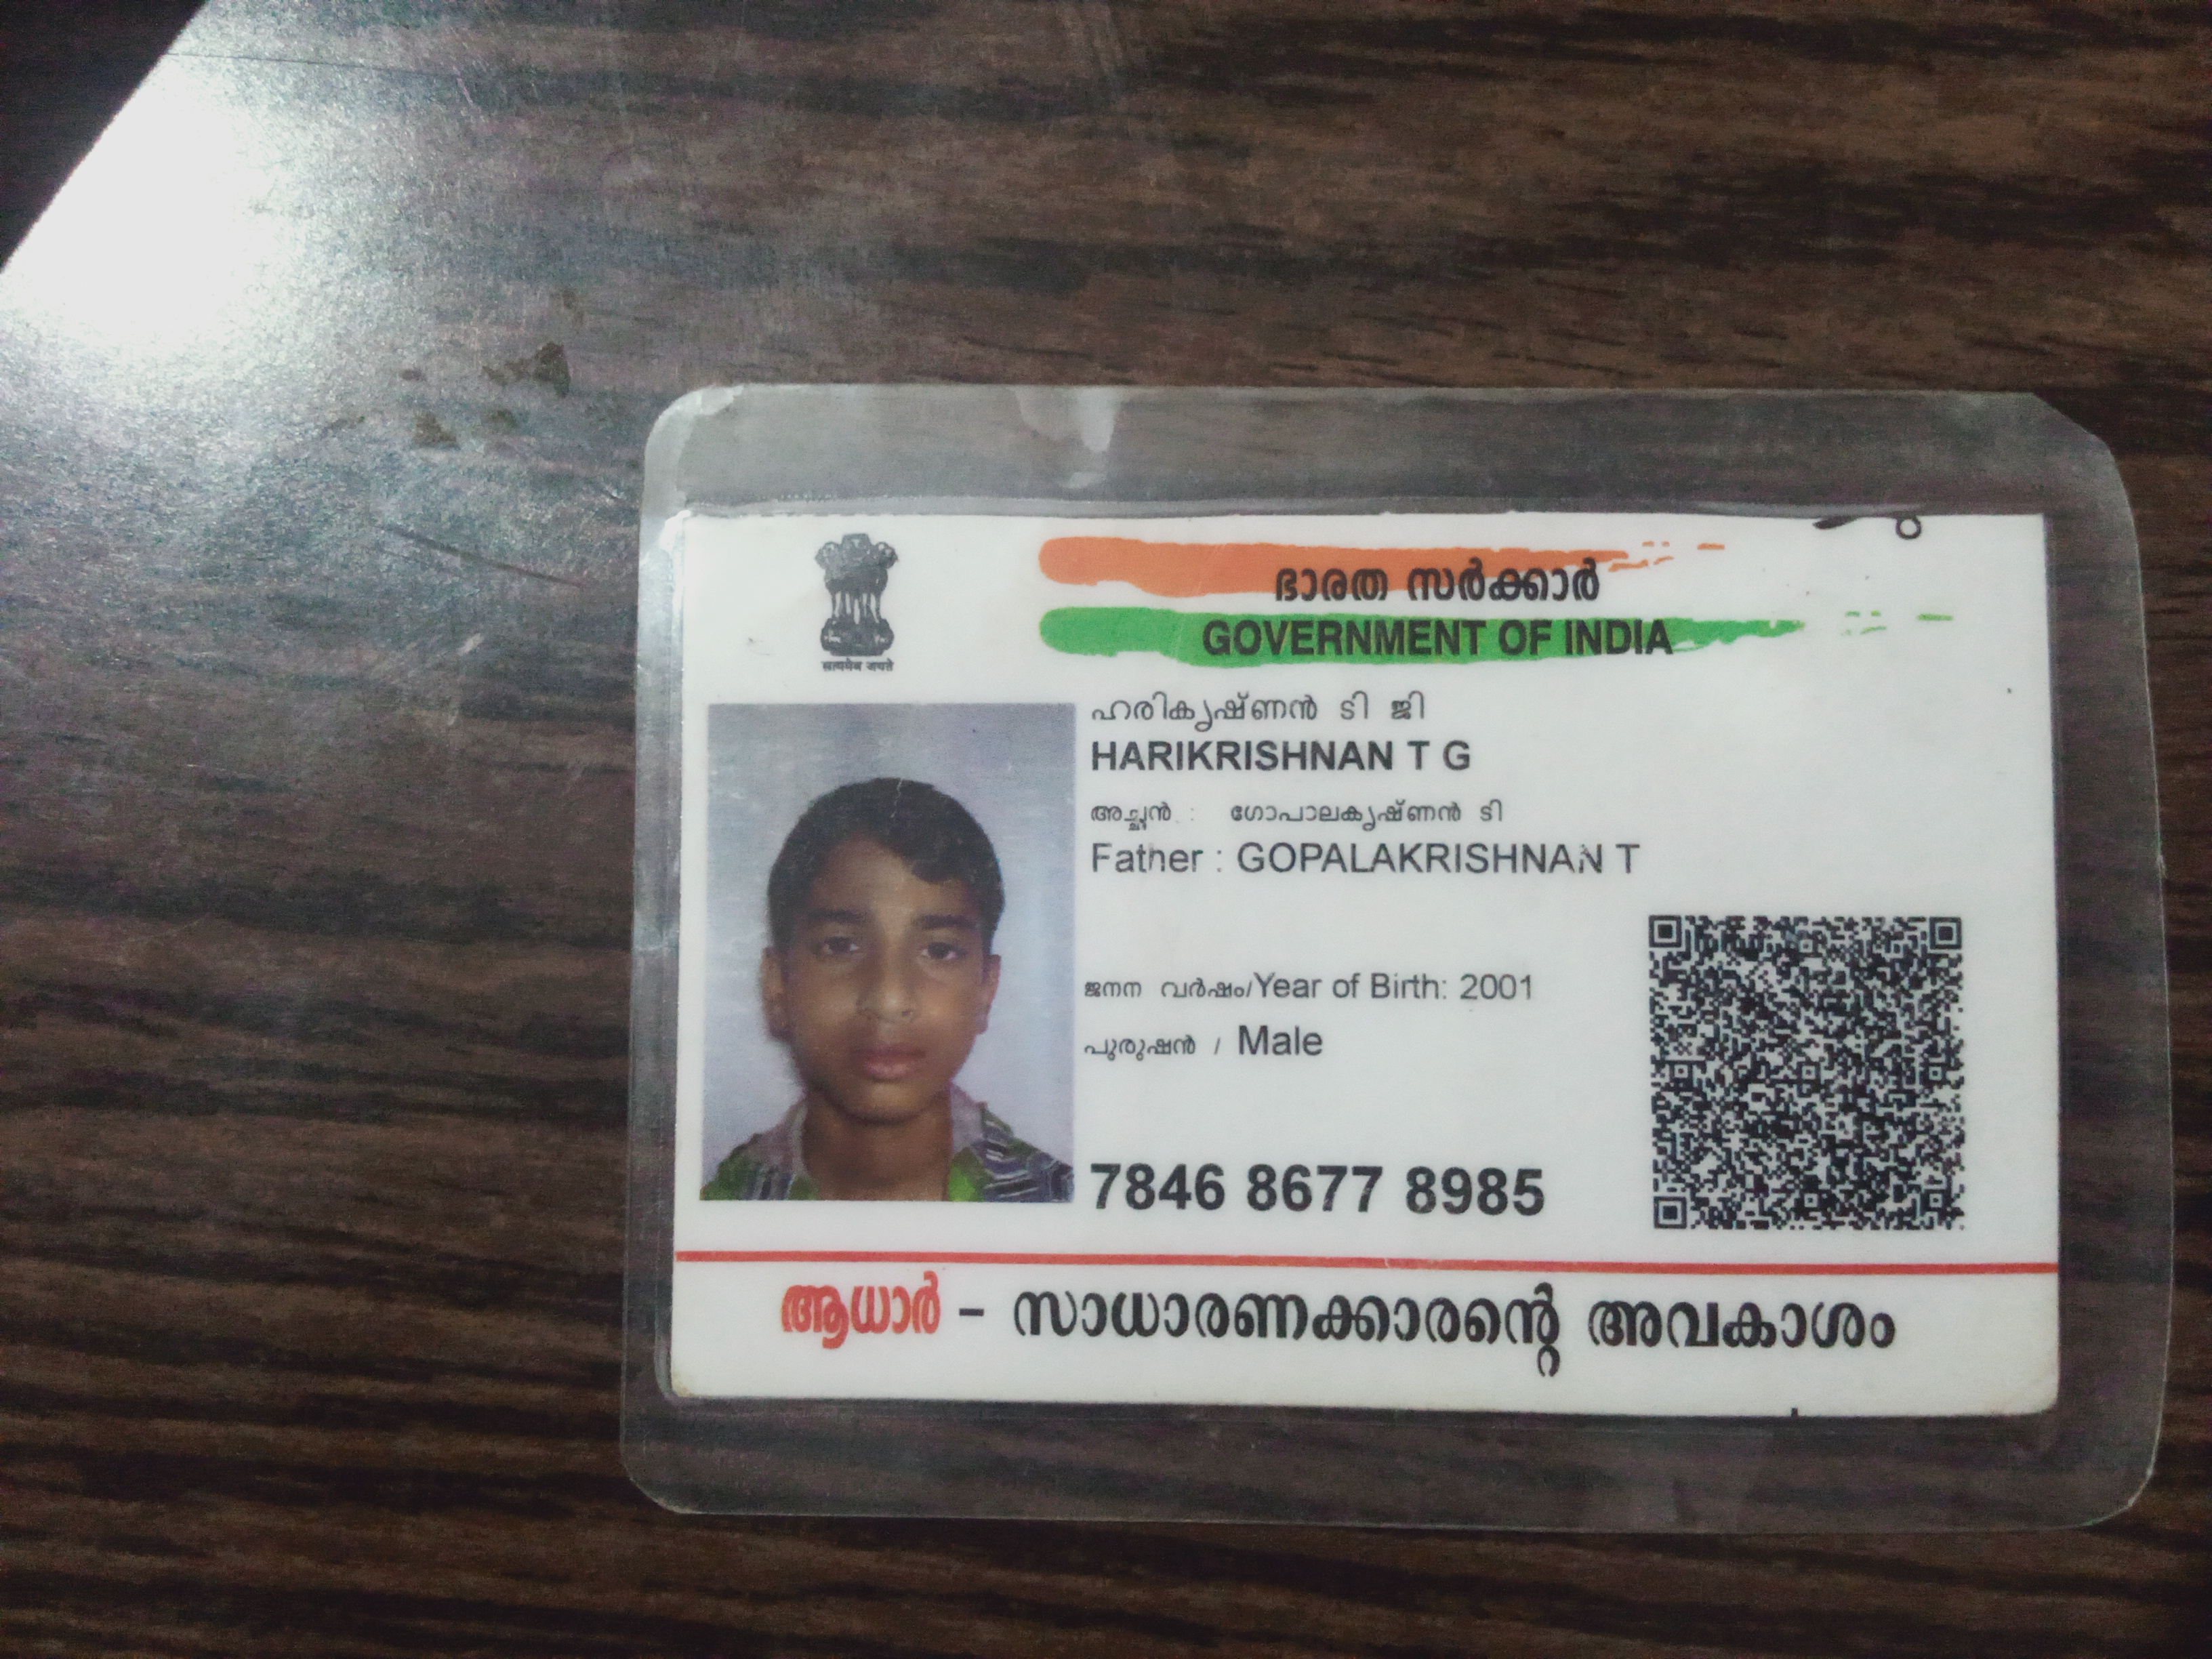 ഭാരത സർക്കാർ
GOVERNMENT OF INDIA
सत्यमेव जयते
ഹരികൃഷ്ണൻ ടി ജി
HARIKRISHNAN T G
അച്ഛൻ : ഗോപാലകൃഷ്ണൻ ടി
Father : GOPALAKRISHNAN T
ജനന വർഷം/Year of Birth: 2001
പുരുഷൻ / Male
7846 8677 8985
ആധാർ - സാധാരണക്കാരന്റെ അവകാശം